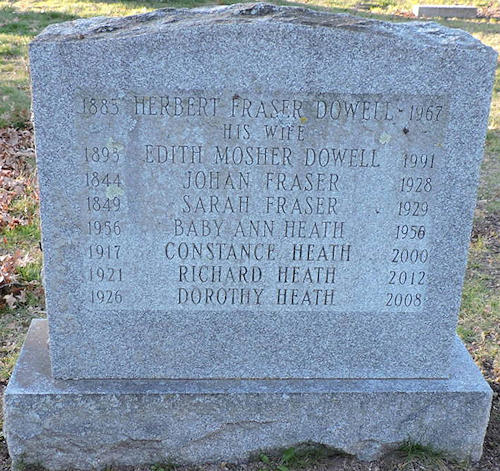 1885 HERBERT FRASER DOWELL 1967
HIS WIFE
1893 EDITH MOSHER DOWELL 1991
1844 JOHAN FRASER 1928
1849 SARAH FRASER 1929
1956 BABY ANN HEATH 1956
1917 CONSTANCE HEATH 2000
1921 RICHARD HEATH 2012
1926 DOROTHY HEATH 2008